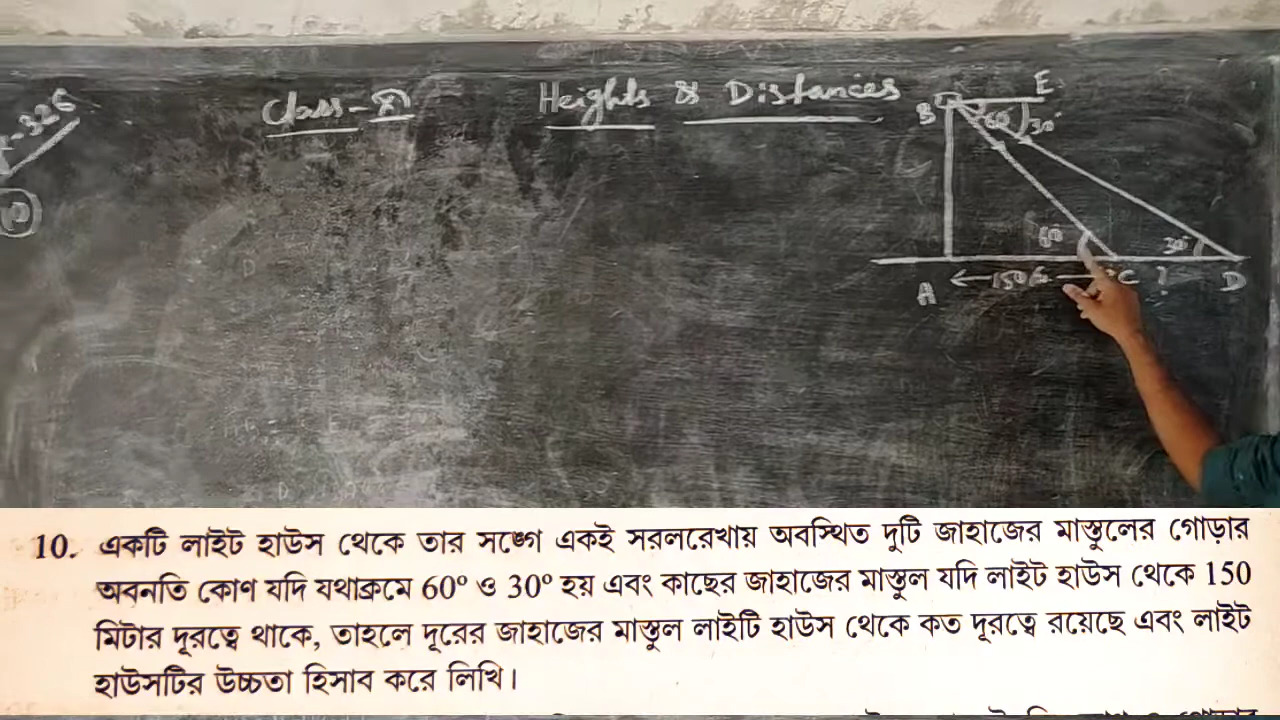 -326
Class-X
Heights & Distances
E
B
60°
30°
60°
30°
A
150 মি
C
?
D
10. একটি লাইট হাউস থেকে তার সঙ্গে একই সরলরেখায় অবস্থিত দুটি জাহাজের মাস্তুলের গোড়ার
অবনতি কোণ যদি যথাক্রমে 60° ও 30° হয় এবং কাছের জাহাজের মাস্তুল যদি লাইট হাউস থেকে 150
মিটার দূরত্বে থাকে, তাহলে দূরের জাহাজের মাস্তুল লাইটি হাউস থেকে কত দূরত্বে রয়েছে এবং লাইট
হাউসটির উচ্চতা হিসাব করে লিখি।